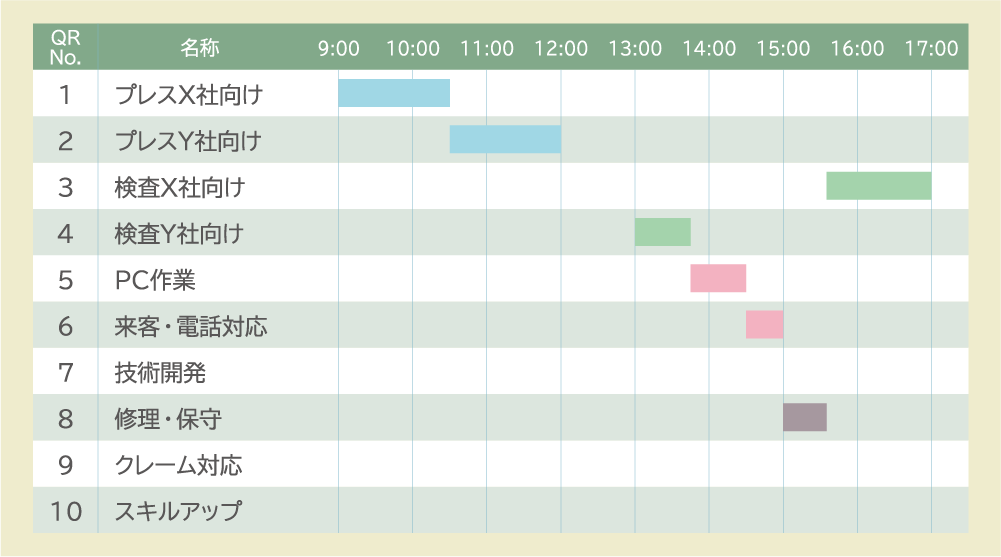 QR No. 名称 9:00 10:00 11:00 12:00 13:00 14:00 15:00 16:00 17:00
1 プレスX社向け
2 プレスY社向け
3 検査X社向け
4 検査Y社向け
5 PC作業
6 来客・電話対応
7 技術開発
8 修理・保守
9 クレーム対応
10 スキルアップ